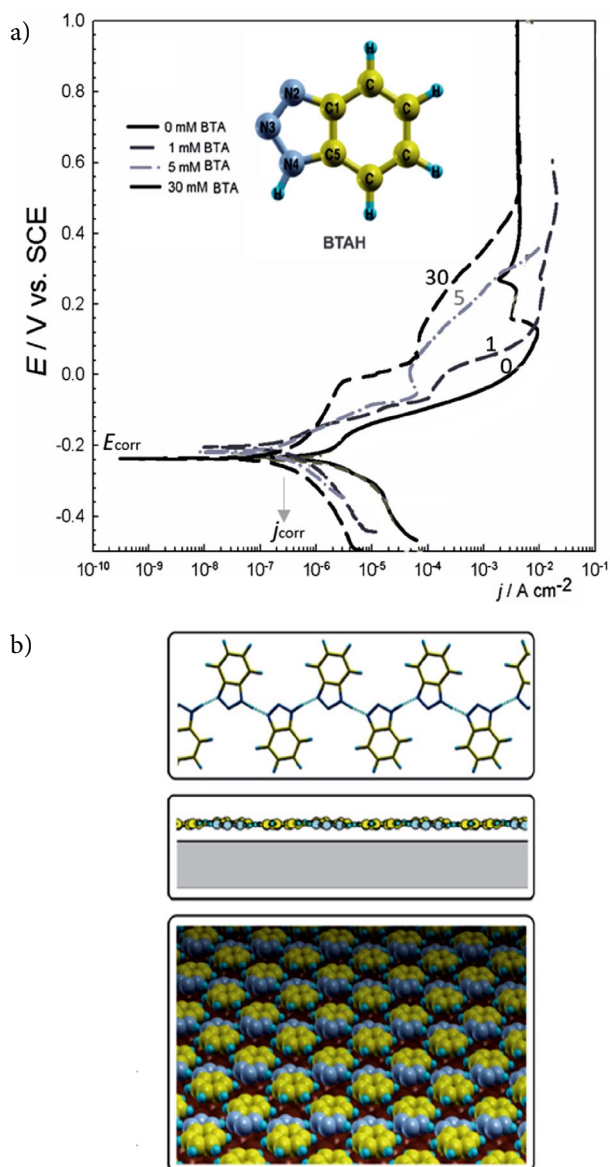 a)
E / V vs. SCE
1.0
0.8
0.6
0.4
0.2
0.0
-0.2
-0.4
0 mM BTA
1 mM BTA
5 mM BTA
30 mM BTA
H
H
H
H
H
N2
N3
N4
C1
C5
C
C
C
C
BTAH
30
5
1
0
Ecorr
jcorr
10-10
10-9
10-8
10-7
10-6
10-5
10-4
10-3
10-2
10-1
j / A cm-2
b)